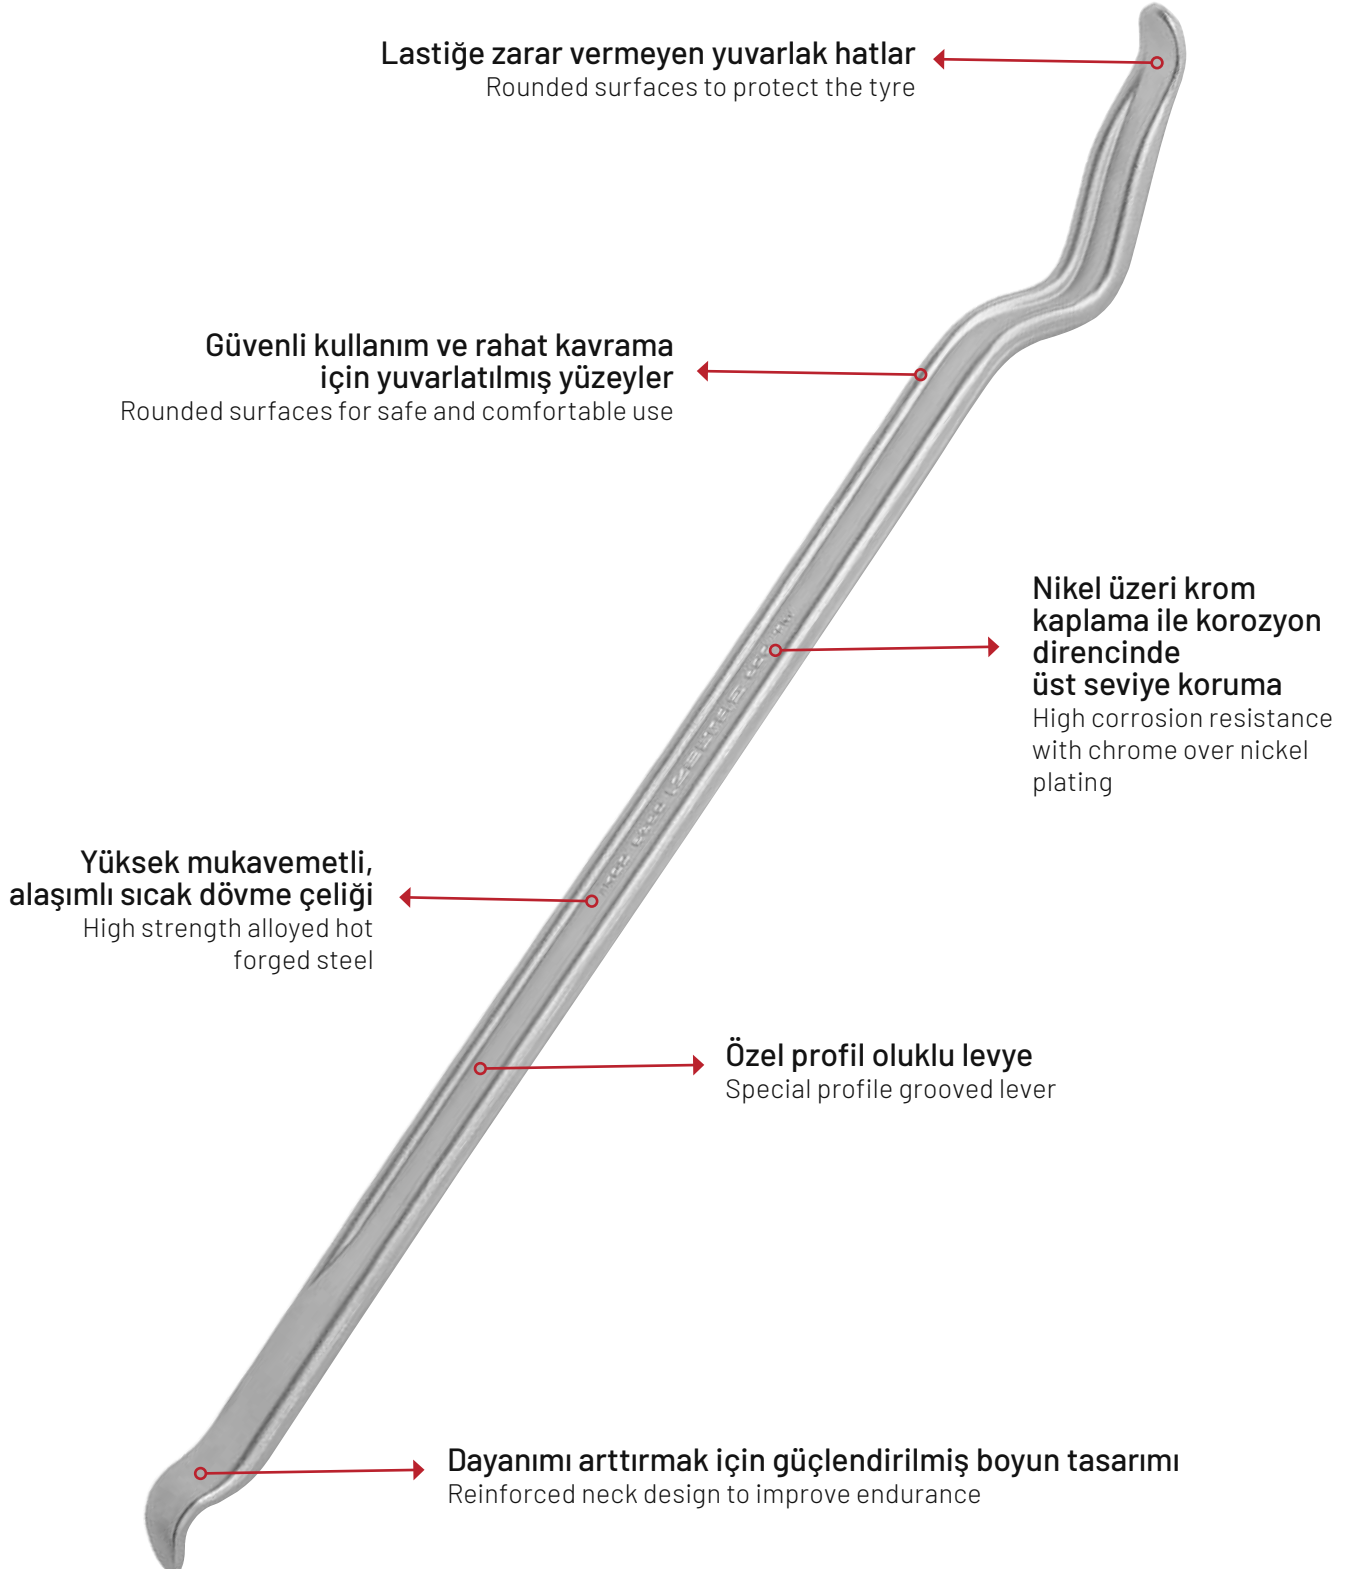 Lastiğe zarar vermeyen yuvarlak hatlar
Rounded surfaces to protect the tyre
Güvenli kullanım ve rahat kavrama
için yuvarlatılmış yüzeyler
Rounded surfaces for safe and comfortable use
Nikel üzeri krom
kaplama ile korozyon
direncinde
üst seviye koruma
High corrosion resistance
with chrome over nickel
plating
Yüksek mukavemetli,
alaşımlı sıcak dövme çeliği
High strength alloyed hot
forged steel
Özel profil oluklu levye
Special profile grooved lever
Dayanımı arttırmak için güçlendirilmiş boyun tasarımı
Reinforced neck design to improve endurance